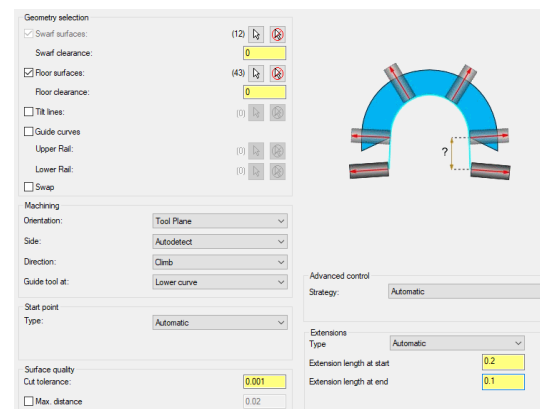 Geometry selection
Swarf surfaces: (12)
Swarf clearance: 0
Floor surfaces: (43)
Floor clearance: 0
Tilt lines: (0)
Guide curves
Upper Rail: (0)
Lower Rail: (0)
Swap
?
Machining
Orientation: Tool Plane
Side: Autodetect
Direction: Climb
Guide tool at: Lower curve
Start point
Type: Automatic
Surface quality
Cut tolerance: 0.001
Max. distance 0.02
Advanced control
Strategy: Automatic
Extensions
Type Automatic
Extension length at start 0.2
Extension length at end 0.1